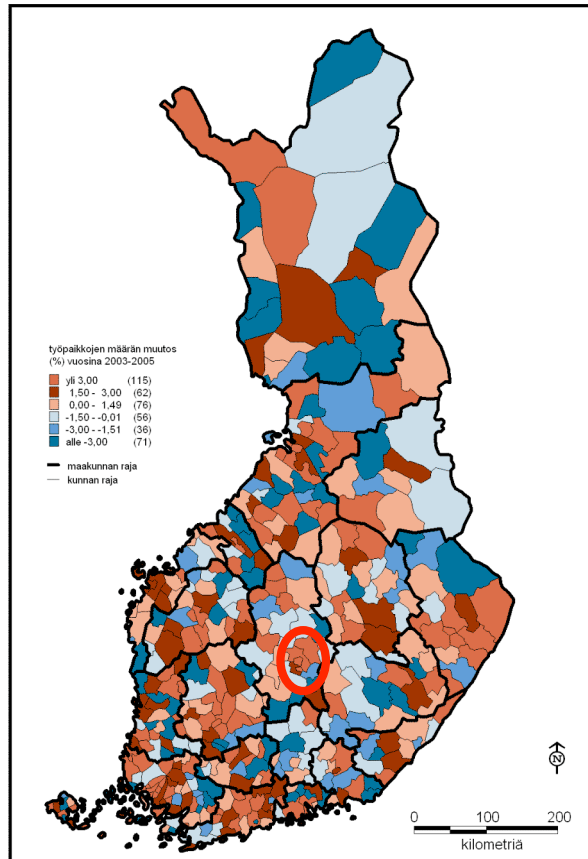 työpaikkojen määrän muutos
(%) vuosina 2003-2005
yli 3,00 (115)
1,50 - 3,00 (62)
0,00 - 1,49 (76)
-1,50 - -0,01 (56)
-3,00 - -1,51 (36)
alle -3,00 (71)
maakunnan raja
kunnan raja
N
0 100 200
kilometriä